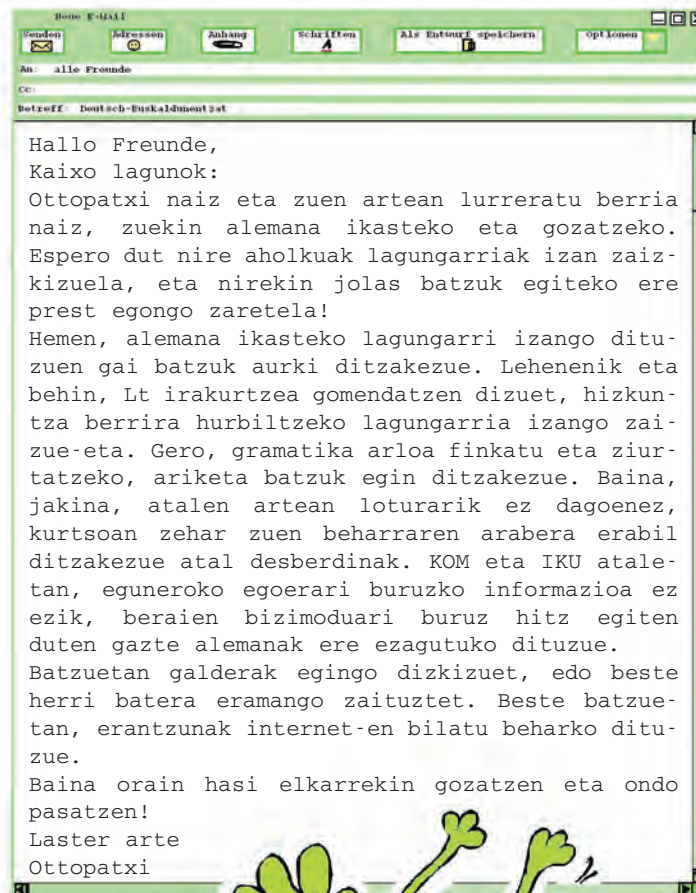 Home E-Mail
Senden Adressen Anhang Schriften Als Entwurf speichern Optionen
An: alle Freunde
Cc:
Betreff: Deutsch-Euskaldunentzat
Hallo Freunde,
Kaixo lagunok:
Ottopatxi naiz eta zuen artean lurreratu berria
naiz, zuekin alemana ikasteko eta gozatzeko.
Espero dut nire aholkuak lagungarriak izan zaiz-
kizuela, eta nirekin jolas batzuk egiteko ere
prest egongo zaretela!
Hemen, alemana ikasteko lagungarri izango ditu-
zuen gai batzuk aurki ditzakezue. Lehenenik eta
behin, Lt irakurtzea gomendatzen dizuet, hizkun-
tza berrira hurbiltzeko lagungarria izango zai-
zue-eta. Gero, gramatika arloa finkatu eta ziur-
tatzeko, ariketa batzuk egin ditzakezue. Baina,
jakina, atalen artean loturarik ez dagoenez,
kurtsoan zehar zuen beharraren arabera erabil
ditzakezue atal desberdinak. KOM eta IKU atale-
tan, eguneroko egoerari buruzko informazioa ez
ezik, beraien bizimoduari buruz hitz egiten
duten gazte alemanak ere ezagutuko dituzue.
Batzuetan galderak egingo dizkizuet, edo beste
herri batera eramango zaituztet. Beste batzue-
tan, erantzunak internet-en bilatu beharko ditu-
zue.
Baina orain hasi elkarrekin gozatzen eta ondo
pasatzen!
Laster arte
Ottopatxi